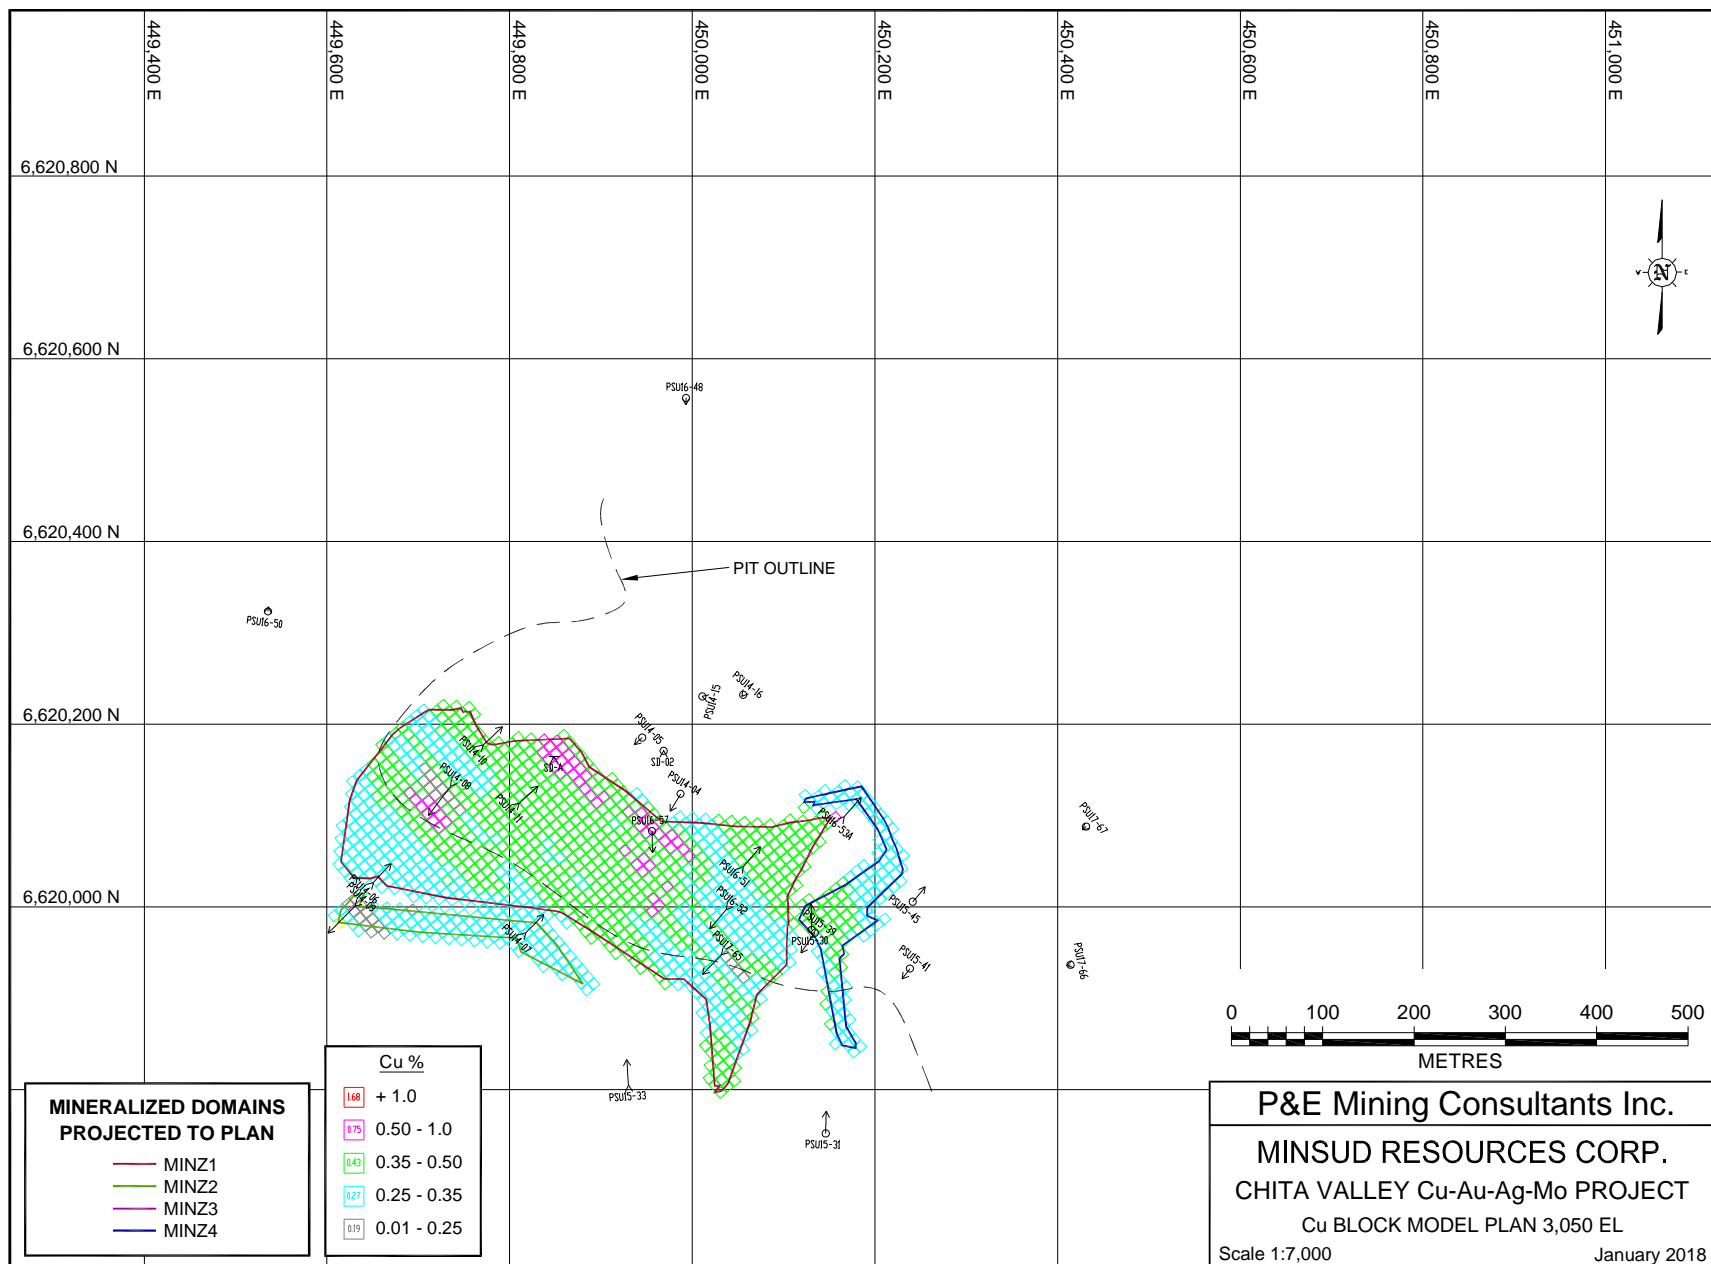 449,400 E
449,600 E
449,800 E
450,000 E
450,200 E
450,400 E
450,600 E
450,800 E
451,000 E
6,620,800 N
6,620,600 N
6,620,400 N
6,620,200 N
6,620,000 N
W
N
E
PSU16-48
PIT OUTLINE
PSU16-50
PSU14-15
PSU14-16
PSU14-05
SD-02
PSU14-04
PSU14-10
SD-A
PSU14-08
PSU14-11
PSU16-57
PSU16-53A
PSU17-67
PSU16-51
PSU14-06
PSU16-52
PSU15-45
PSU14-07
PSU15-39
PSU15-30
PSU17-65
PSU15-41
PSU17-66
PSU15-33
PSU15-31
0 100 200 300 400 500
METRES
MINERALIZED DOMAINS
PROJECTED TO PLAN
MINZ1
MINZ2
MINZ3
MINZ4
Cu %
1.68 + 1.0
0.75 0.50 - 1.0
0.43 0.35 - 0.50
0.27 0.25 - 0.35
0.19 0.01 - 0.25
P&E Mining Consultants Inc.
MINSUD RESOURCES CORP.
CHITA VALLEY Cu-Au-Ag-Mo PROJECT
Cu BLOCK MODEL PLAN 3,050 EL
Scale 1:7,000 January 2018